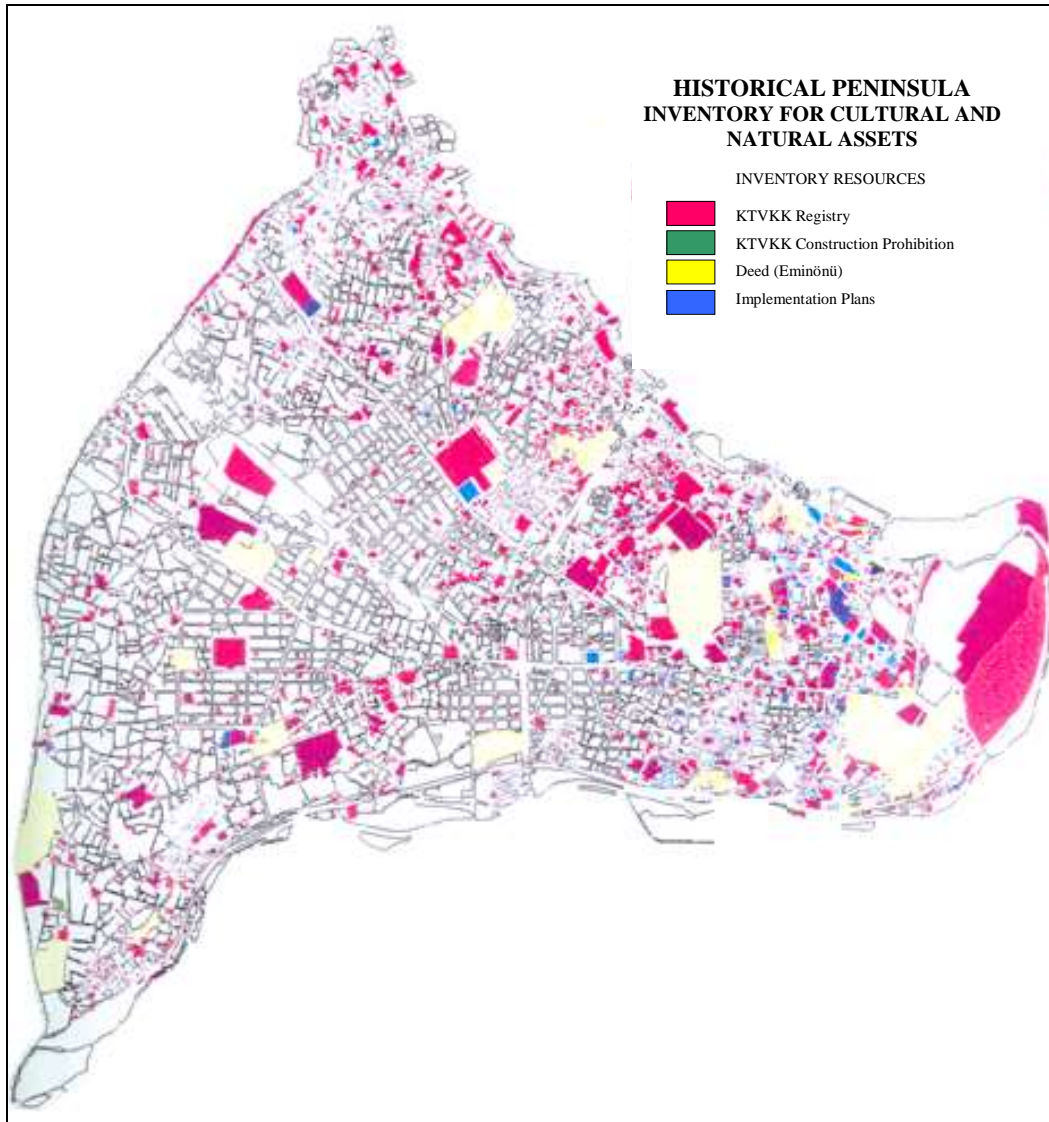 HISTORICAL PENINSULA
INVENTORY FOR CULTURAL AND
NATURAL ASSETS
INVENTORY RESOURCES
KTVKK Registry
KTVKK Construction Prohibition
Deed (Eminönü)
Implementation Plans